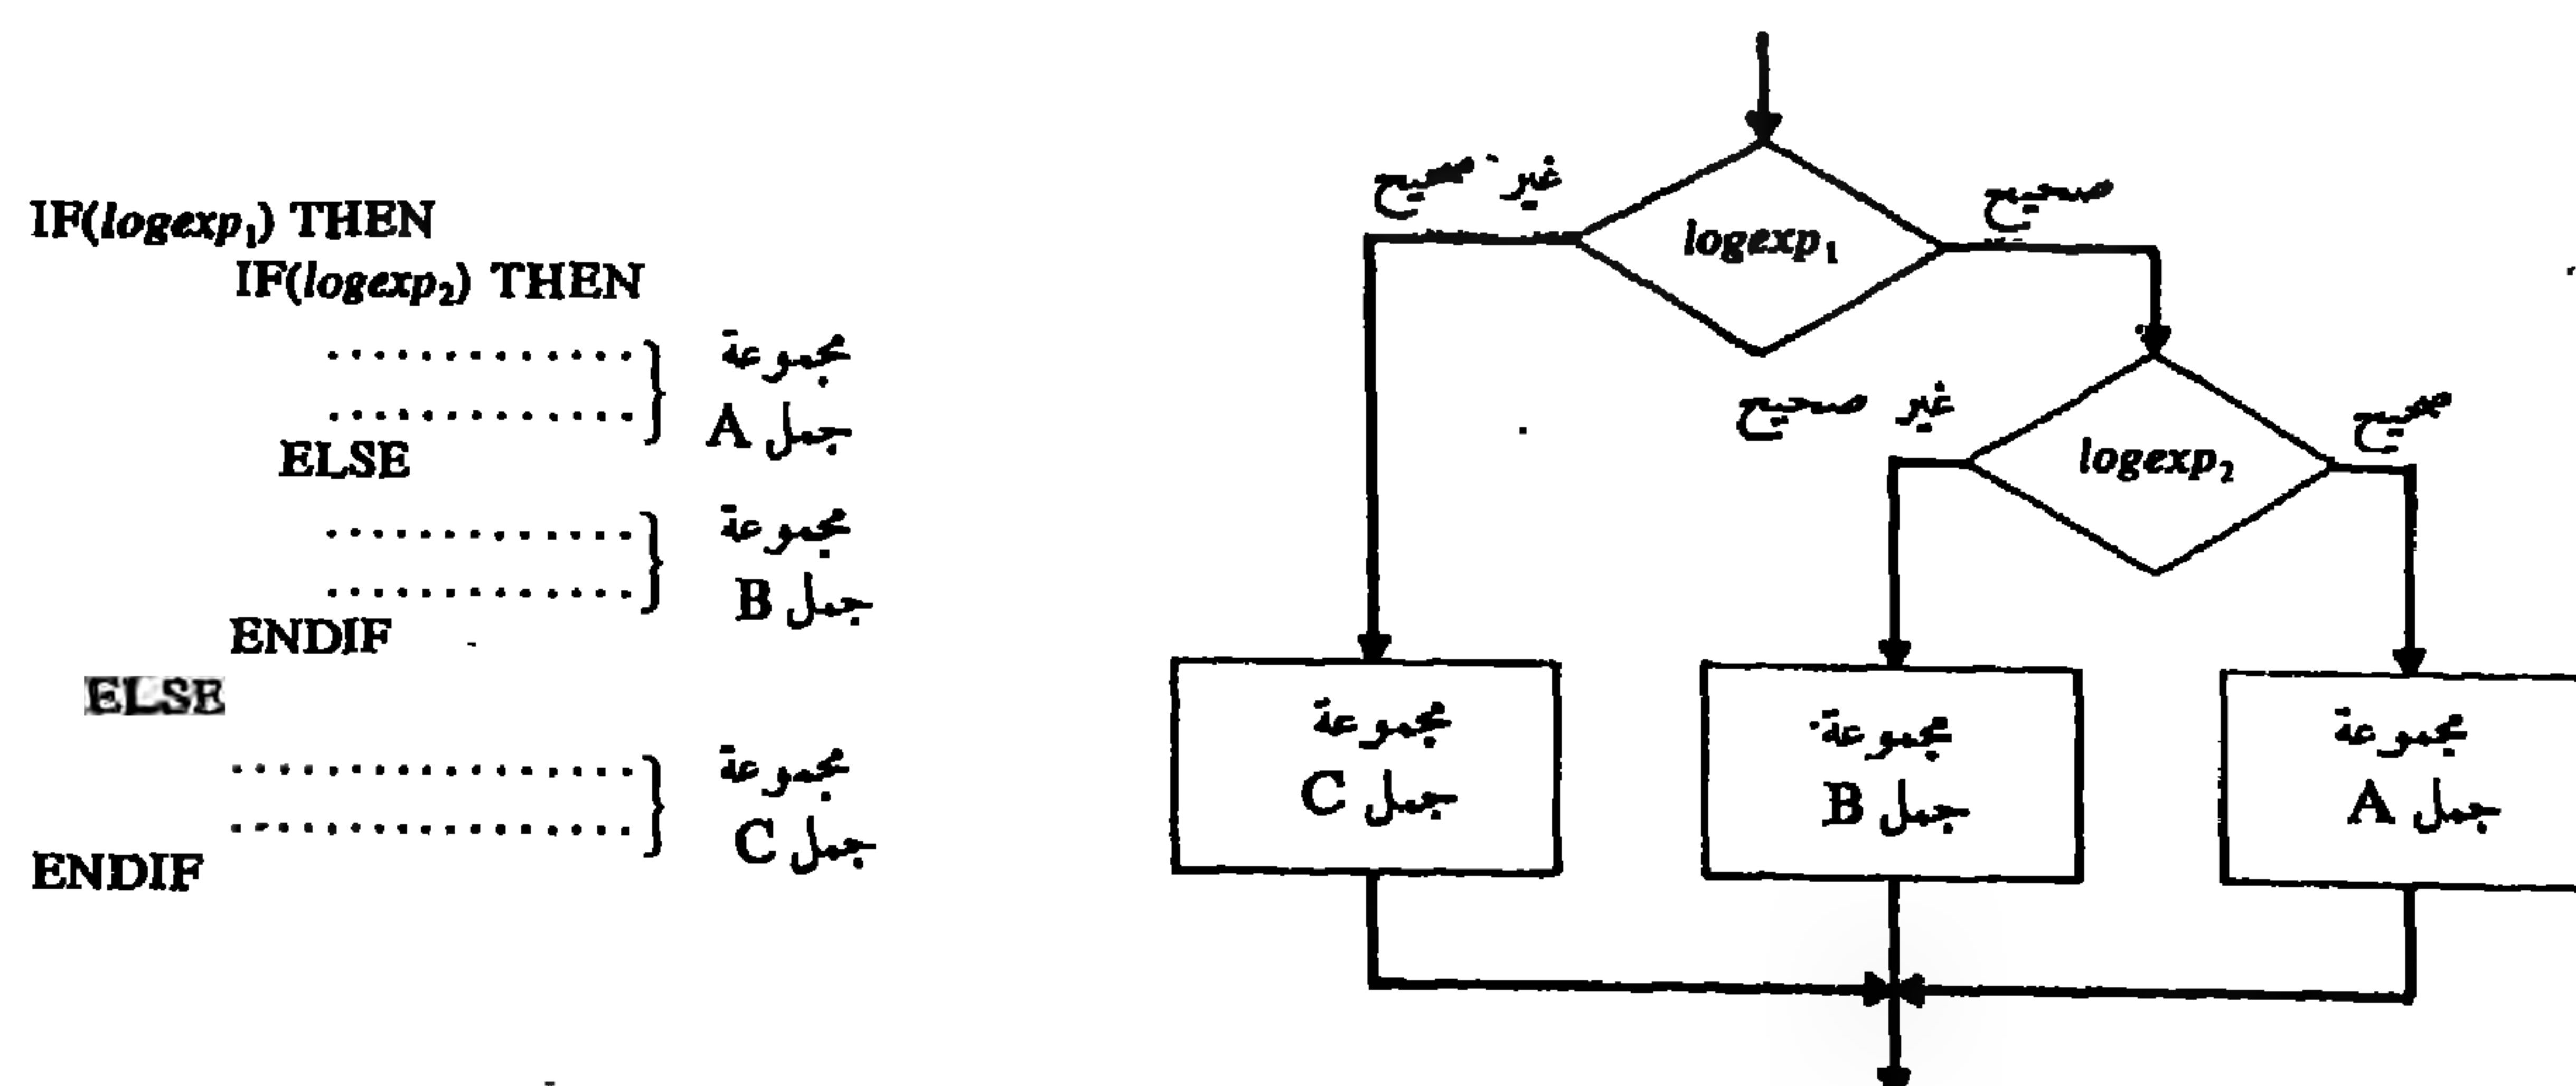 IF(logexp₁) THEN
IF(logexp₂) THEN
............. } مجموعة
............. جمل A
ELSE
............. } مجموعة
............. جمل B
ENDIF
ELSE
................. } مجموعة
................. جمل C
ENDIF
غير صحيح
صحيح
logexp₁
غير صحيح
صحيح
logexp₂
مجموعة
جمل C
مجموعة
جمل B
مجموعة
جمل A